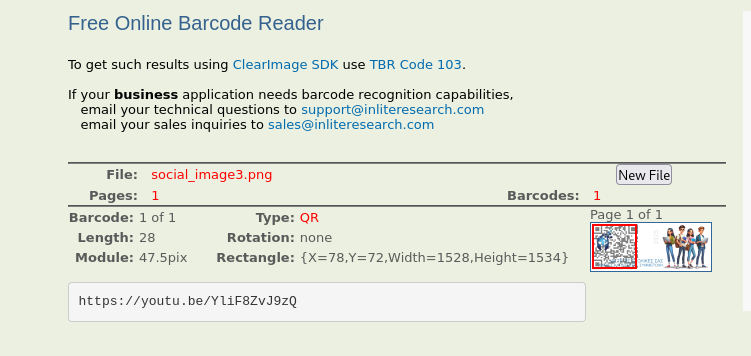 Free Online Barcode Reader
To get such results using ClearImage SDK use TBR Code 103.
If your business application needs barcode recognition capabilities,
email your technical questions to support@inliteresearch.com
email your sales inquiries to sales@inliteresearch.com
File: social_image3.png New File
Pages: 1 Barcodes: 1
Barcode: 1 of 1 Type: QR Page 1 of 1
Length: 28 Rotation: none
Module: 47.5pix Rectangle: {X=78,Y=72,Width=1528,Height=1534}
https://youtu.be/YliF8ZvJ9zQ